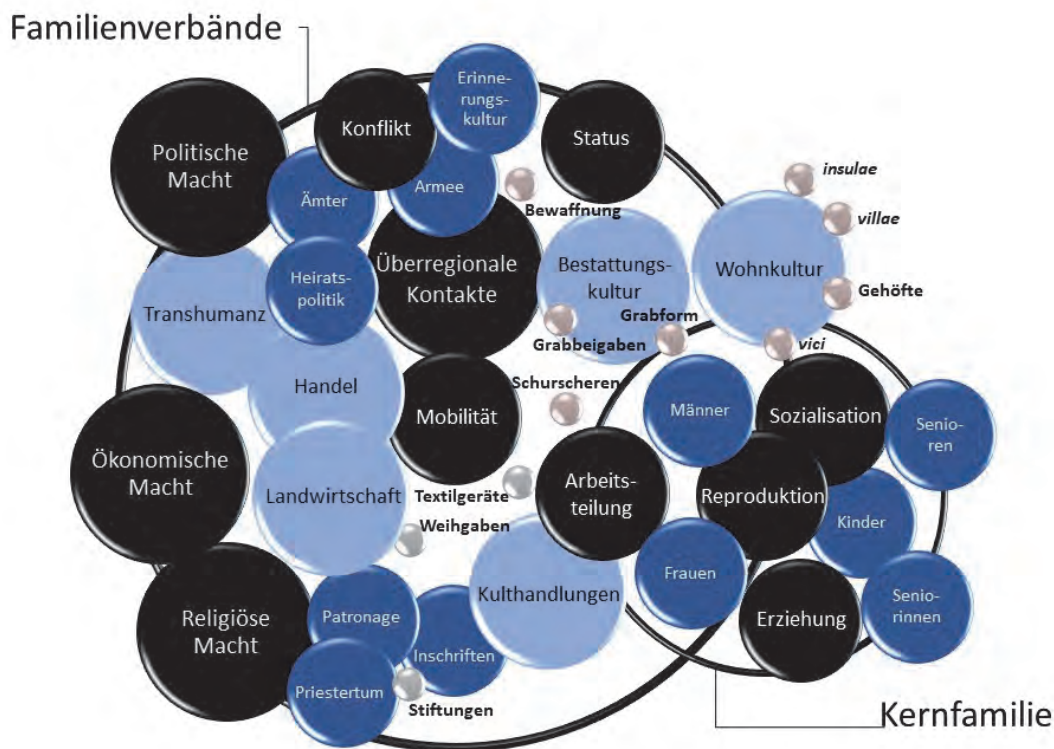 Familienverbände
Erinne-
rungs-
kultur
Konflikt
Status
Politische
Macht
insulae
Ämter
Armee
Bewaffnung
villae
Überregionale
Kontakte
Bestattungs-
kultur
Wohnkultur
Heirats-
politik
Gehöfte
Transhumanz
Grabform
Grabbeigaben
vici
Handel
Schurscheren
Mobilität
Männer
Sozialisation
Senio-
ren
Ökonomische
Macht
Landwirtschaft
Textilgeräte
Weihgaben
Arbeits-
teilung
Reproduktion
Kinder
Frauen
Kulthandlungen
Senio-
rinnen
Religiöse
Macht
Patronage
Erziehung
Inschriften
Priestertum
Stiftungen
Kernfamilie